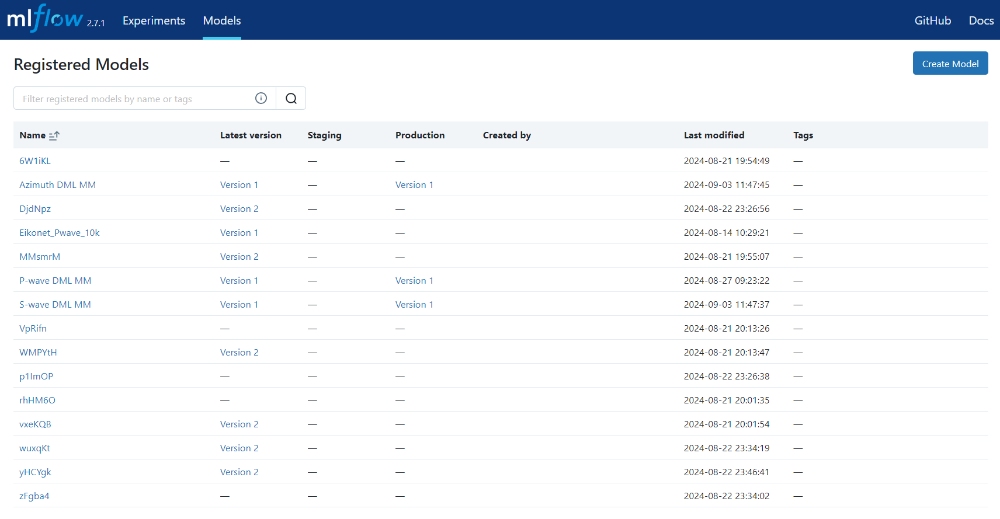 mlflow 2.7.1 Experiments Models GitHub Docs
Registered Models Create Model
Filter registered models by name or tags
Name Latest version Staging Production Created by Last modified Tags
6W1iKL — — — 2024-08-21 19:54:49 —
Azimuth DML MM Version 1 — Version 1 2024-09-03 11:47:45 —
DjdNpz Version 2 — — 2024-08-22 23:26:56 —
Eikonet_Pwave_10k Version 1 — — 2024-08-14 10:29:21 —
MMsmrM Version 2 — — 2024-08-21 19:55:07 —
P-wave DML MM Version 1 — Version 1 2024-08-27 09:23:22 —
S-wave DML MM Version 1 — Version 1 2024-09-03 11:47:37 —
VpRifn — — — 2024-08-21 20:13:26 —
WMPYtH Version 2 — — 2024-08-21 20:13:47 —
p1ImOP — — — 2024-08-22 23:26:38 —
rhHM6O — — — 2024-08-21 20:01:35 —
vxeKQB Version 2 — — 2024-08-21 20:01:54 —
wuxqKt Version 2 — — 2024-08-22 23:34:19 —
yHCYgk Version 2 — — 2024-08-22 23:46:41 —
zFgba4 — — — 2024-08-22 23:34:02 —